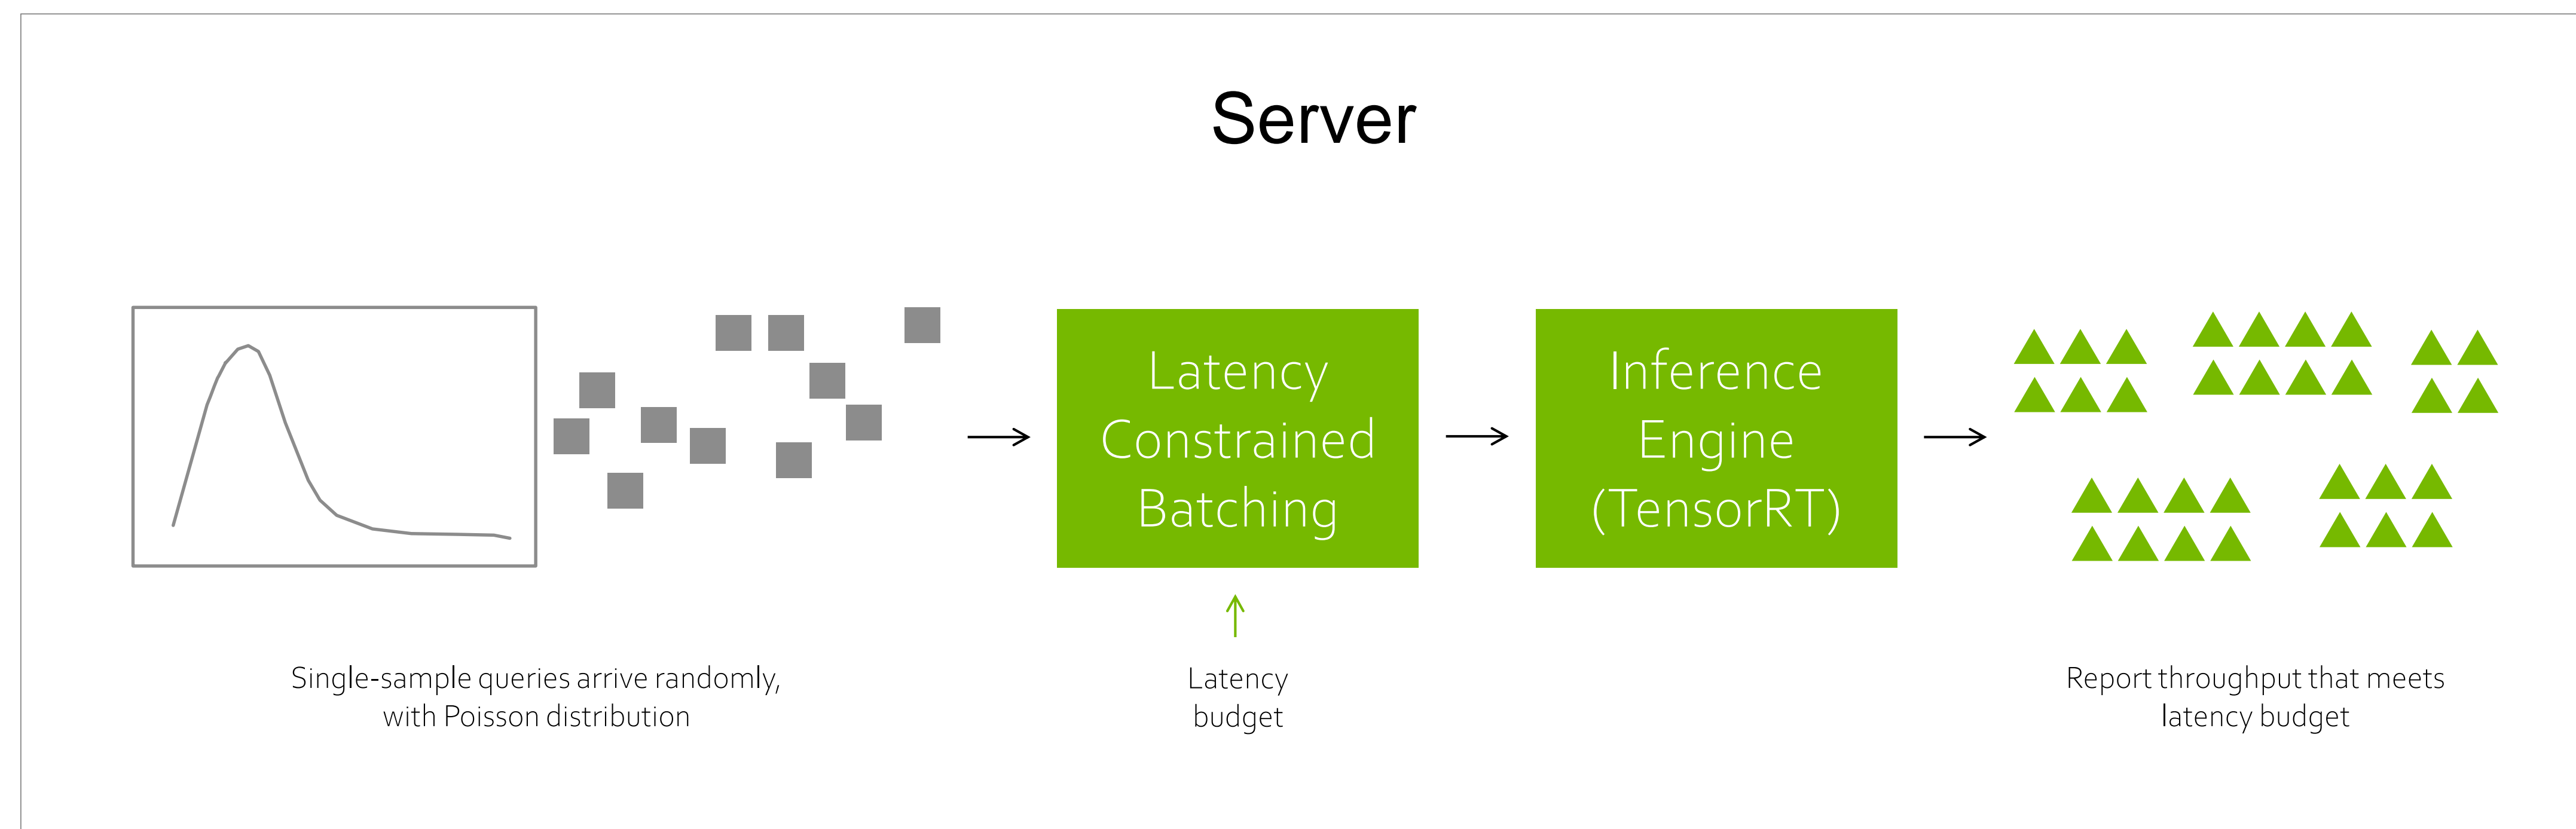 Server
Latency
Constrained
Batching
Inference
Engine
(TensorRT)
Single-sample queries arrive randomly,
with Poisson distribution
Latency
budget
Report throughput that meets
latency budget